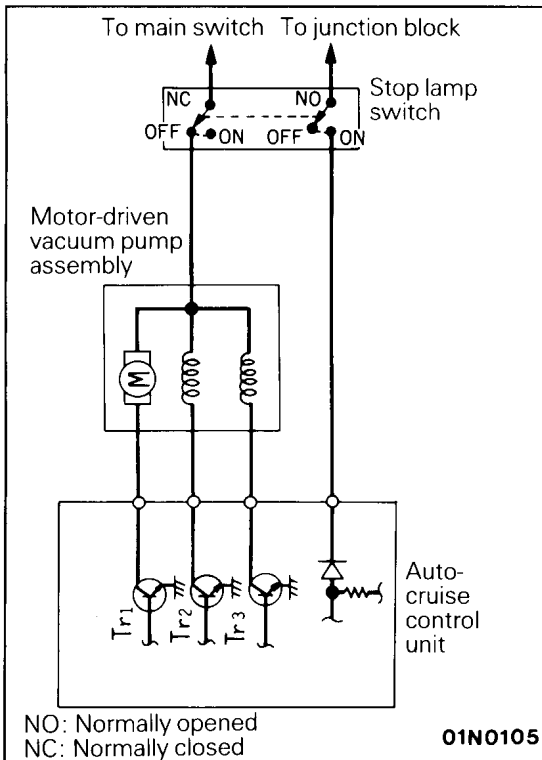 To main switch To junction block
NC NO
Stop lamp
switch
OFF ON OFF ON
Motor-driven
vacuum pump
assembly
M
Auto-
cruise
control
unit
Tr1 Tr2 Tr3
NO: Normally opened
NC: Normally closed
01N0105